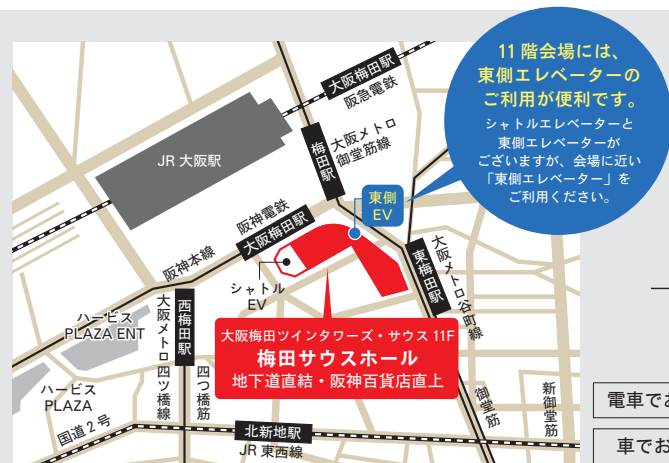 11階会場には、
東側エレベーターの
ご利用が便利です。
シャトルエレベーターと
東側エレベーターが
ございますが、会場に近い
「東側エレベーター」を
ご利用ください。
大阪梅田駅
阪急電鉄
JR 大阪駅
梅田駅
大阪メトロ
御堂筋線
東側
EV
阪神電鉄
大阪梅田駅
阪神本線
シャトル
EV
東梅田駅
大阪メトロ谷町線
ハービス
PLAZA ENT
大阪メトロ四ツ橋線
西梅田駅
四つ橋筋
大阪梅田ツインタワーズ・サウス 11F
梅田サウスホール
地下道直結・阪神百貨店直上
ハービス
PLAZA
国道2号
北新地駅
JR 東西線
御堂筋
新御堂筋
電車でお
車でお